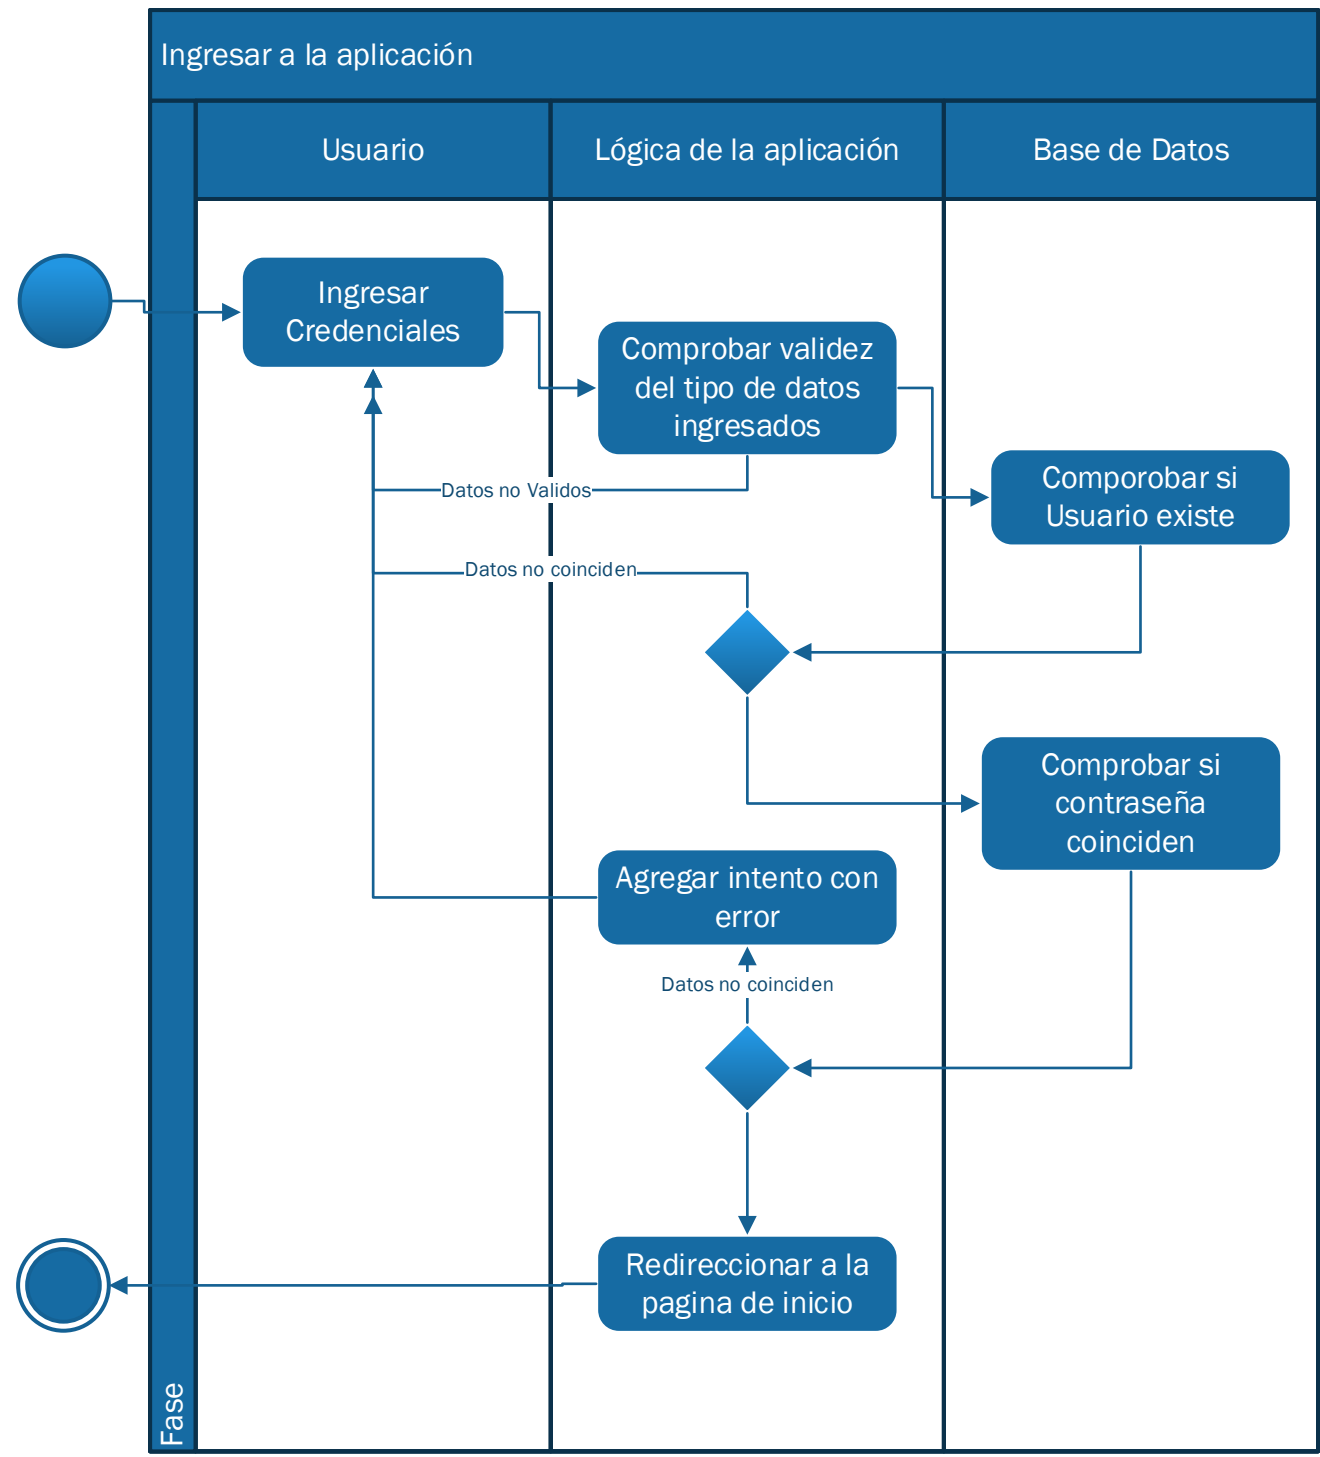 Ingresar a la aplicación
Usuario
Lógica de la aplicación
Base de Datos
Ingresar
Credenciales
Comprobar validez
del tipo de datos
ingresados
Comporobar si
Usuario existe
Datos no Validos
Datos no coinciden
Comprobar si
contraseña
coinciden
Agregar intento con
error
Datos no coinciden
Redireccionar a la
pagina de inicio
Fase